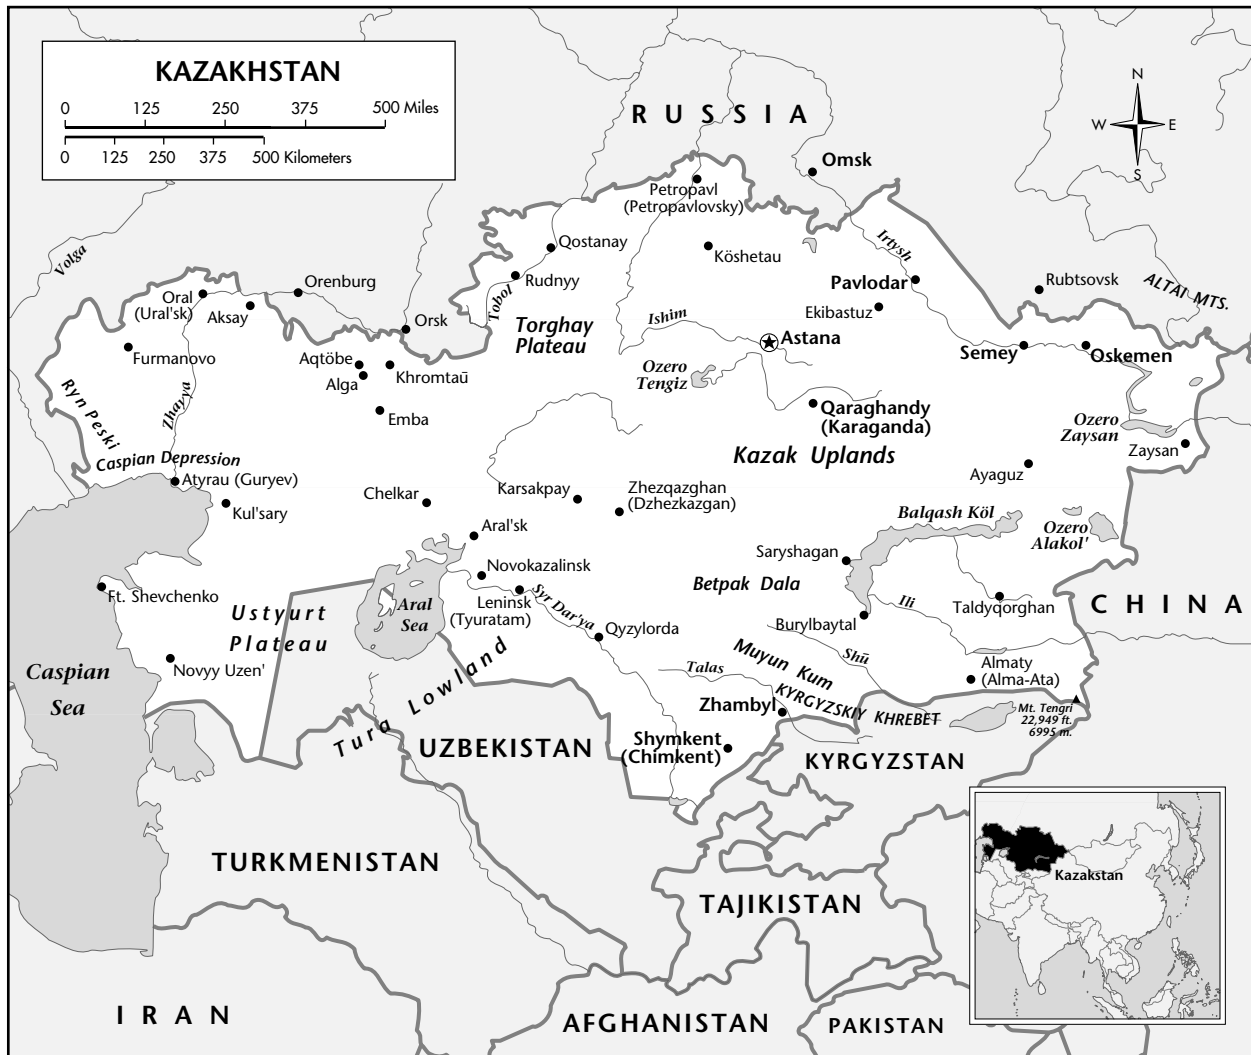 KAZAKHSTAN
0 125 250 375 500 Miles
0 125 250 375 500 Kilometers
N
W E
S
RUSSIA
Omsk
Petropavl
(Petropavlovsky)
Volga
Qostanay
Köshetau
Irtysh
Orenburg
Rudnyy
Pavlodar
Rubtsovsk
ALTAI MTS.
Oral
(Ural'sk)
Aksay
Tobol
Ekibastuz
Orsk
Torghay
Plateau
Ishim
Astana
Semey
Oskemen
Furmanovo
Aqtöbe
Alga
Khromtaū
Ozero
Tengiz
Ryn Peski
Zhayya
Emba
Qaraghandy
(Karaganda)
Ozero
Zaysan
Zaysan
Caspian Depression
Kazak Uplands
Ayaguz
Atyrau (Guryev)
Kul'sary
Chelkar
Karsakpay
Zhezqazghan
(Dzhezkazgan)
Balqash Köl
Ozero
Alakol'
Aral'sk
Saryshagan
Novokazalinsk
Betpak Dala
Ft. Shevchenko
Leninsk
(Tyuratam)
Syr Dar'ya
Ili
Taldyqorghan
CHINA
Ustyurt
Plateau
Aral
Sea
Qyzylorda
Burylbaytal
Shū
Caspian
Sea
Novyy Uzen'
Tura Lowland
Talas
Muyun Kum
Almaty
(Alma-Ata)
Zhambyl
KYRGYZSKIY KHREBET
Mt. Tengri
22,949 ft.
6995 m.
Shymkent
(Chimkent)
UZBEKISTAN
KYRGYZSTAN
TURKMENISTAN
TAJIKISTAN
Kazakstan
IRAN
AFGHANISTAN
PAKISTAN